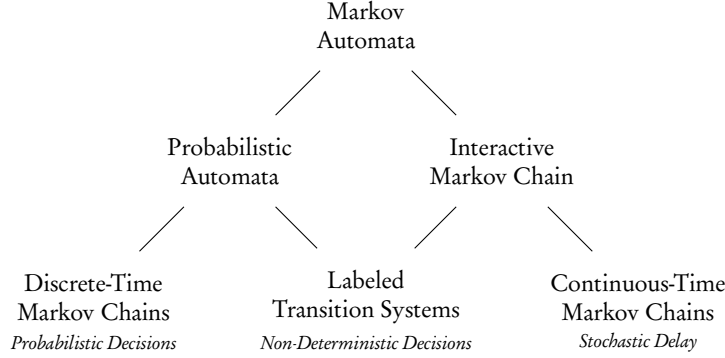 Markov
Automata
Probabilistic
Automata
Interactive
Markov Chain
Discrete-Time
Markov Chains
Probabilistic Decisions
Labeled
Transition Systems
Non-Deterministic Decisions
Continuous-Time
Markov Chains
Stochastic Delay